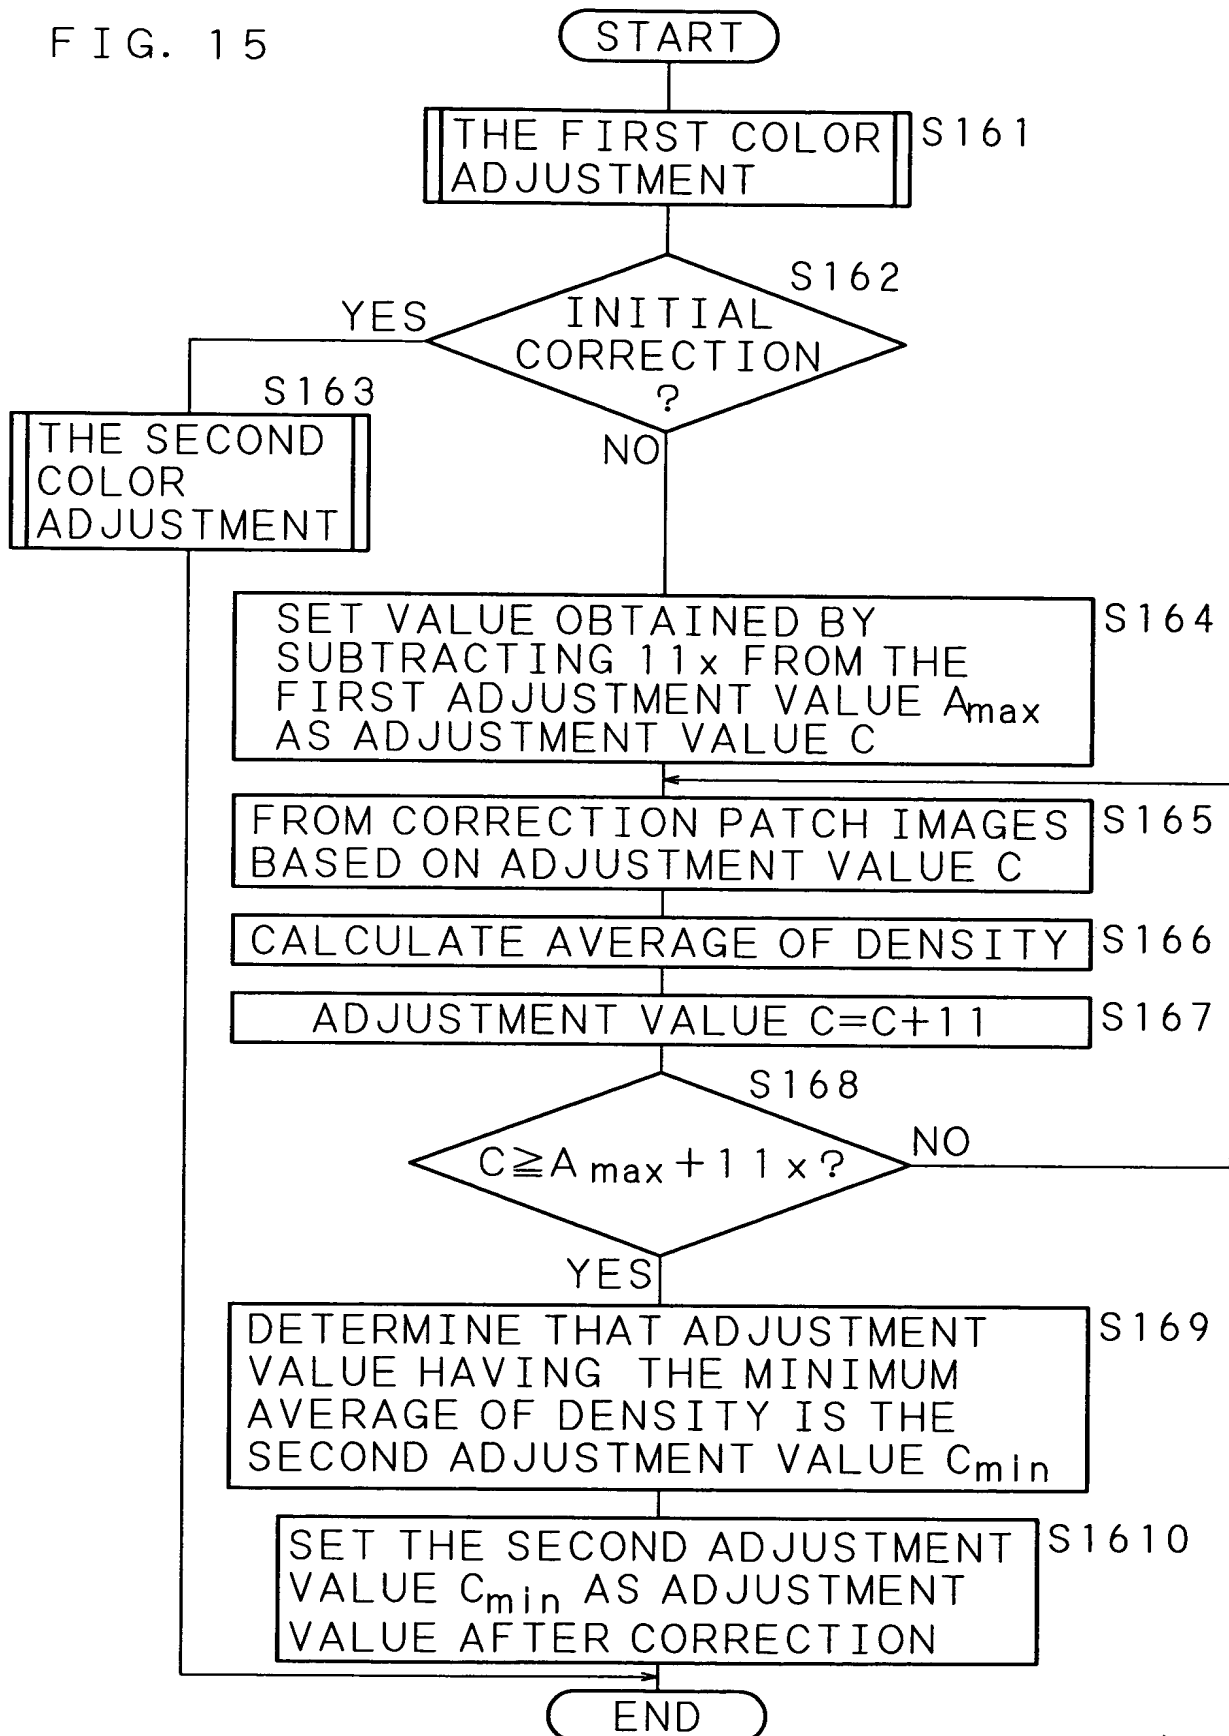 FIG. 15
START
THE FIRST COLOR
ADJUSTMENT
S161
S162
INITIAL
CORRECTION
?
YES
NO
S163
THE SECOND
COLOR
ADJUSTMENT
SET VALUE OBTAINED BY
SUBTRACTING 11x FROM THE
FIRST ADJUSTMENT VALUE Amax
AS ADJUSTMENT VALUE C
S164
FROM CORRECTION PATCH IMAGES
BASED ON ADJUSTMENT VALUE C
S165
CALCULATE AVERAGE OF DENSITY
S166
ADJUSTMENT VALUE C=C+11
S167
S168
C≧Amax+11x?
NO
YES
DETERMINE THAT ADJUSTMENT
VALUE HAVING THE MINIMUM
AVERAGE OF DENSITY IS THE
SECOND ADJUSTMENT VALUE Cmin
S169
SET THE SECOND ADJUSTMENT
VALUE Cmin AS ADJUSTMENT
VALUE AFTER CORRECTION
S1610
END